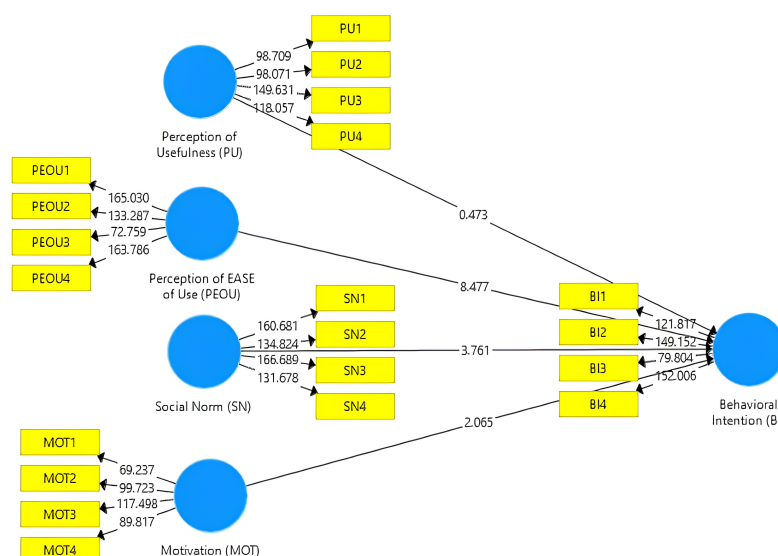 PU1
98.709
PU2
98.071
149.631
PU3
118.057
PU4
Perception of
Usefulness (PU)
PEOU1
165.030
PEOU2
133.287
PEOU3
72.759
163.786
PEOU4
Perception of EASE
of Use (PEOU)
0.473
8.477
SN1
160.681
SN2
134.824
SN3
166.689
131.678
SN4
Social Norm (SN)
3.761
BI1
121.817
BI2
149.152
BI3
79.804
152.006
BI4
Behavioral
Intention (B
2.065
MOT1
69.237
MOT2
99.723
MOT3
117.498
89.817
MOT4
Motivation (MOT)